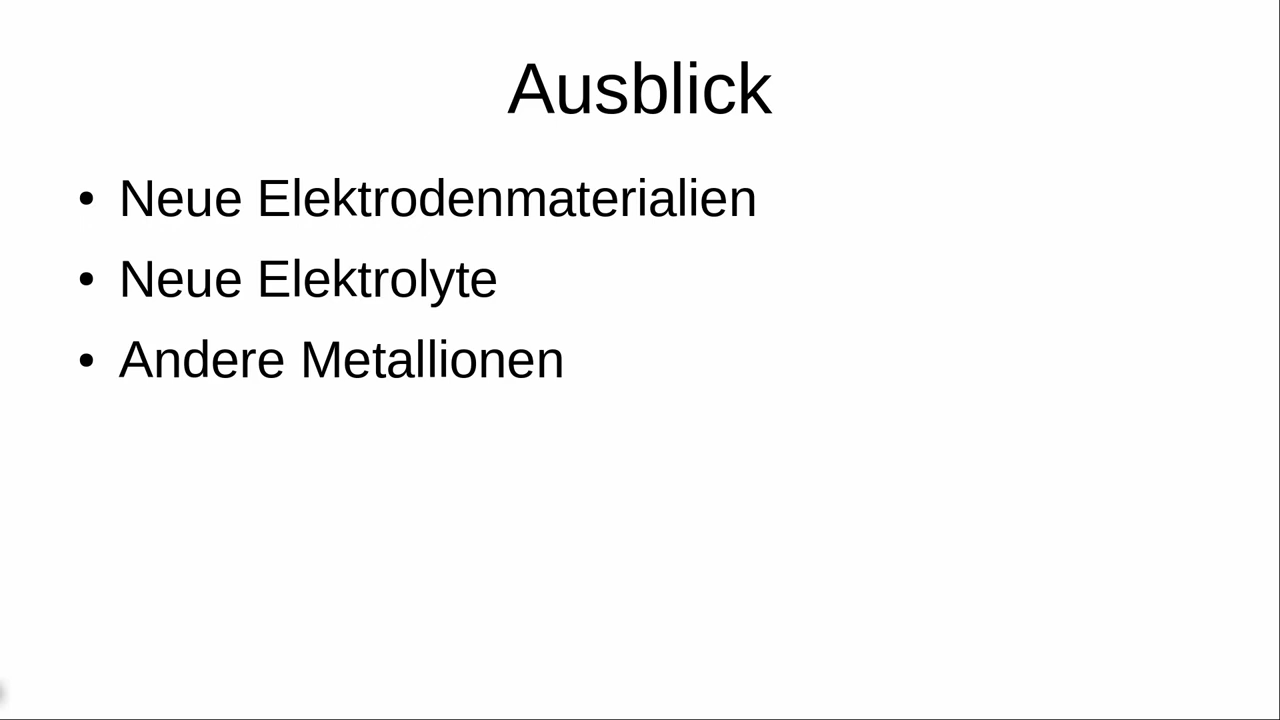 Ausblick
• Neue Elektrodenmaterialien
• Neue Elektrolyte
• Andere Metallionen